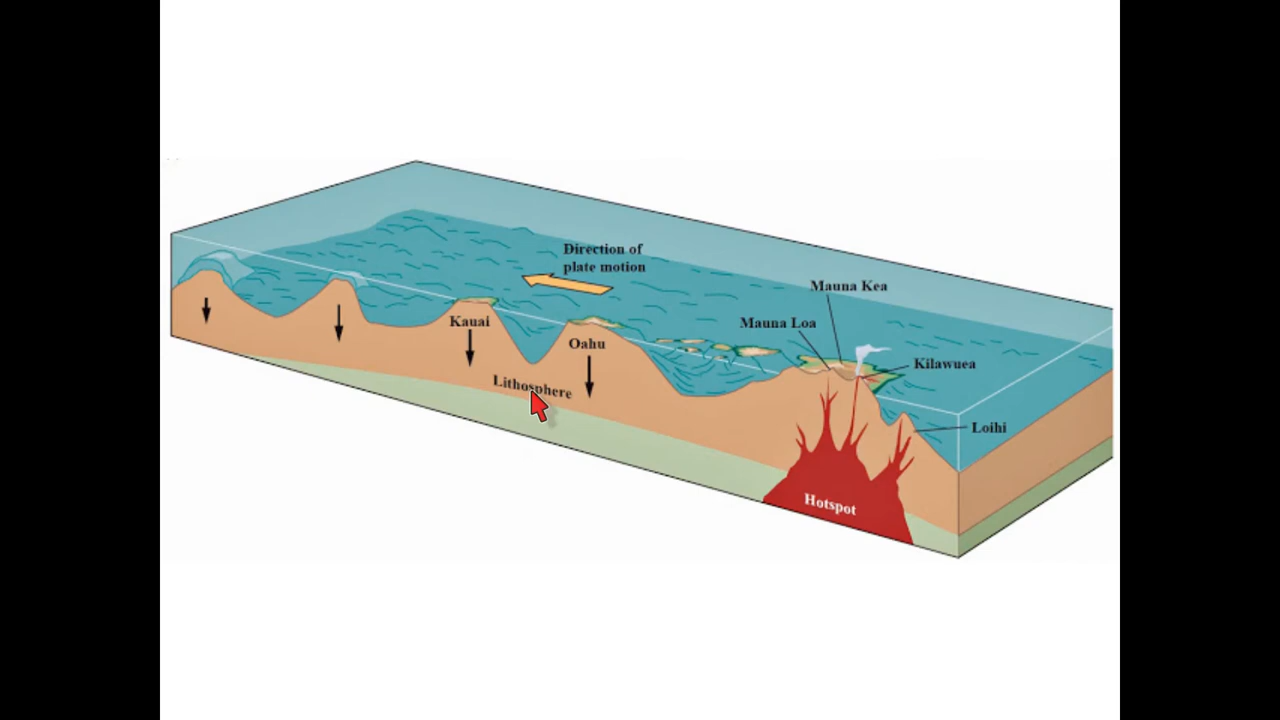 Direction of
plate motion
Mauna Kea
Mauna Loa
Kauai
Oahu
Kilawuea
Lithosphere
Loihi
Hotspot